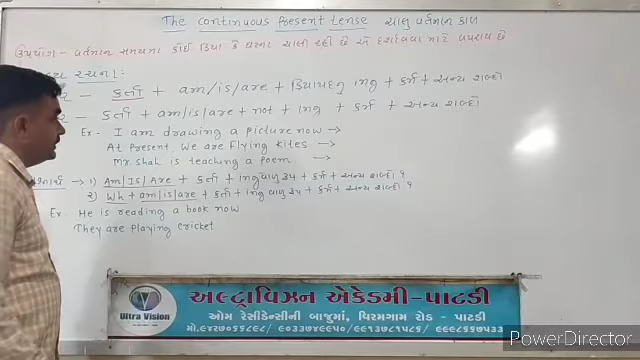 The continuous Present Tense ચાલુ વર્તમાન કાળ
ઉપયોગ - વર્તમાન સમયમાં કોઈ ક્રિયા કે ઘટના ચાલી રહી છે એ દર્શાવવા માટે વપરાય છે
રચના :
- કર્તા + am/is/are + ક્રિયાપદનું ing + કર્મ + અન્ય શબ્દો
- કર્તા + am/is/are + not + ing + કર્મ + અન્ય શબ્દો
Ex- I am drawing a picture now →
At Present, we are Flying kites →
Mr. shah is teaching a poem. →
→ 1) Am/Is/Are + કર્તા + ing વાળુ રૂપ + કર્મ + અન્ય શબ્દો ?
2) Wh + am/is/are + કર્તા + ing વાળુ રૂપ + કર્મ + અન્ય શબ્દો ?
Ex- He is reading a book now
They are playing cricket
Ultra Vision
અલ્ટ્રાવિઝન એકેડમી - પાટડી
ઓમ રેસીડેન્સીની બાજુમાં, વિરમગામ રોડ - પાટડી
PowerDirector